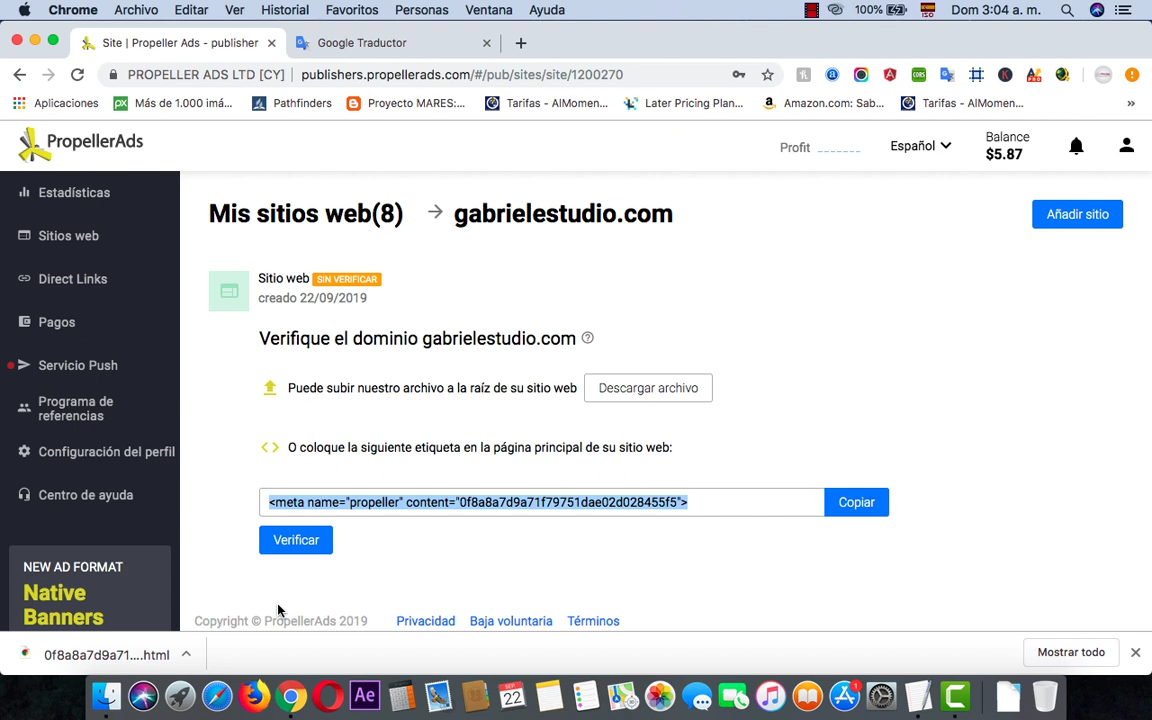 Chrome Archivo Editar Ver Historial Favoritos Personas Ventana Ayuda 100% Dom 3:04 a. m.
Site | Propeller Ads - publisher Google Traductor
PROPELLER ADS LTD [CY] publishers.propellerads.com/#/pub/sites/site/1200270
Aplicaciones Más de 1.000 imá... Pathfinders Proyecto MARES:... Tarifas - AlMomen... Later Pricing Plan... Amazon.com: Sab... Tarifas - AlMomen... »
PropellerAds Profit Español Balance
$5.87
Estadísticas
Sitios web
Direct Links
Pagos
Servicio Push
Programa de
referencias
Configuración del perfil
Centro de ayuda
NEW AD FORMAT
Native
Banners
Mis sitios web(8) → gabrielestudio.com Añadir sitio
Sitio web SIN VERIFICAR
creado 22/09/2019
Verifique el dominio gabrielestudio.com
Puede subir nuestro archivo a la raíz de su sitio web Descargar archivo
O coloque la siguiente etiqueta en la página principal de su sitio web:
<meta name="propeller" content="0f8a8a7d9a71f79751dae02d028455f5"> Copiar
Verificar
Copyright © PropellerAds 2019 Privacidad Baja voluntaria Términos
0f8a8a7d9a71....html Mostrar todo
Ae SEP 22 1